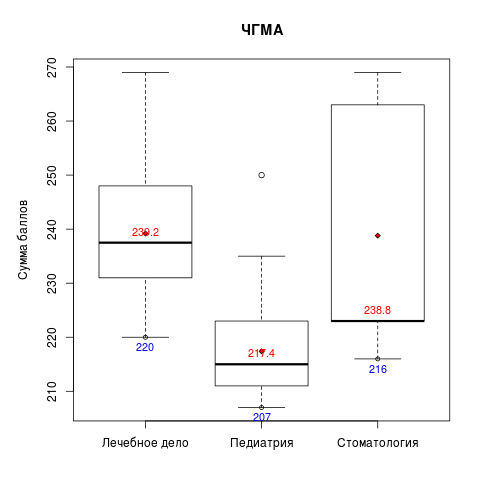 ЧГМА
Сумма баллов
270
260
250
240
230
220
210
239.2
217.4
238.8
220
207
216
Лечебное дело
Педиатрия
Стоматология